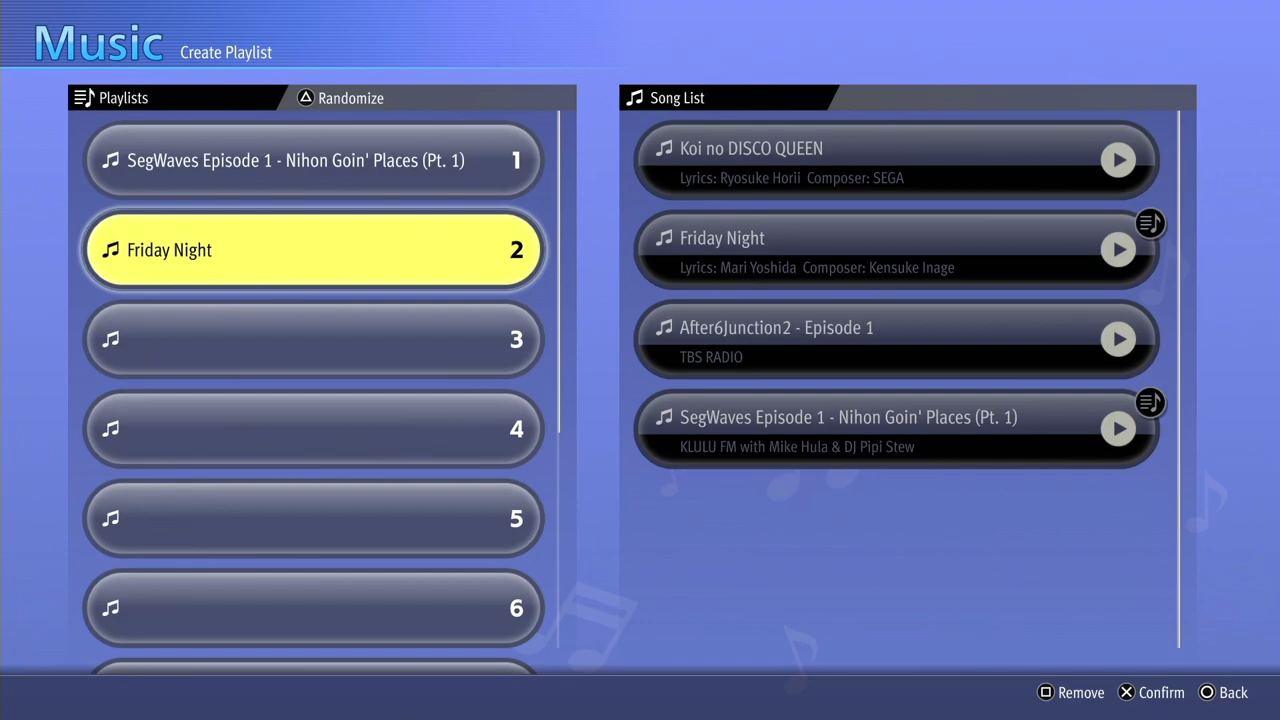 Music Create Playlist
Playlists
Randomize
SegWaves Episode 1 - Nihon Goin' Places (Pt. 1) 1
Friday Night 2
3
4
5
6
Song List
Koi no DISCO QUEEN
Lyrics: Ryosuke Horii Composer: SEGA
Friday Night
Lyrics: Mari Yoshida Composer: Kensuke Inage
After6Junction2 - Episode 1
TBS RADIO
SegWaves Episode 1 - Nihon Goin' Places (Pt. 1)
KLULU FM with Mike Hula & DJ Pipi Stew
Remove Confirm Back